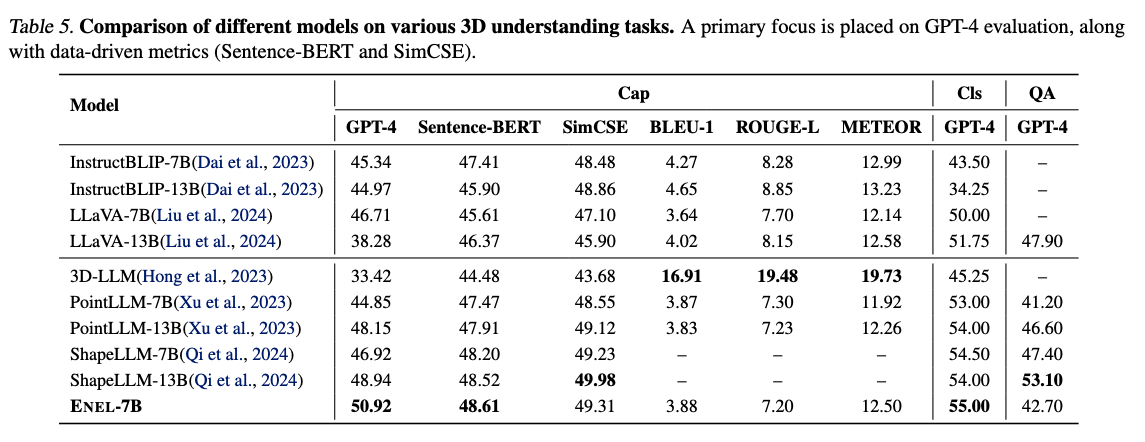 Table 5. Comparison of different models on various 3D understanding tasks. A primary focus is placed on GPT-4 evaluation, along
with data-driven metrics (Sentence-BERT and SimCSE).
Model Cap Cls QA
GPT-4 Sentence-BERT SimCSE BLEU-1 ROUGE-L METEOR GPT-4 GPT-4
InstructBLIP-7B(Dai et al., 2023) 45.34 47.41 48.48 4.27 8.28 12.99 43.50 –
InstructBLIP-13B(Dai et al., 2023) 44.97 45.90 48.86 4.65 8.85 13.23 34.25 –
LLaVA-7B(Liu et al., 2024) 46.71 45.61 47.10 3.64 7.70 12.14 50.00 –
LLaVA-13B(Liu et al., 2024) 38.28 46.37 45.90 4.02 8.15 12.58 51.75 47.90
3D-LLM(Hong et al., 2023) 33.42 44.48 43.68 16.91 19.48 19.73 45.25 –
PointLLM-7B(Xu et al., 2023) 44.85 47.47 48.55 3.87 7.30 11.92 53.00 41.20
PointLLM-13B(Xu et al., 2023) 48.15 47.91 49.12 3.83 7.23 12.26 54.00 46.60
ShapeLLM-7B(Qi et al., 2024) 46.92 48.20 49.23 – – – 54.50 47.40
ShapeLLM-13B(Qi et al., 2024) 48.94 48.52 49.98 – – – 54.00 53.10
ENEL-7B 50.92 48.61 49.31 3.88 7.20 12.50 55.00 42.70